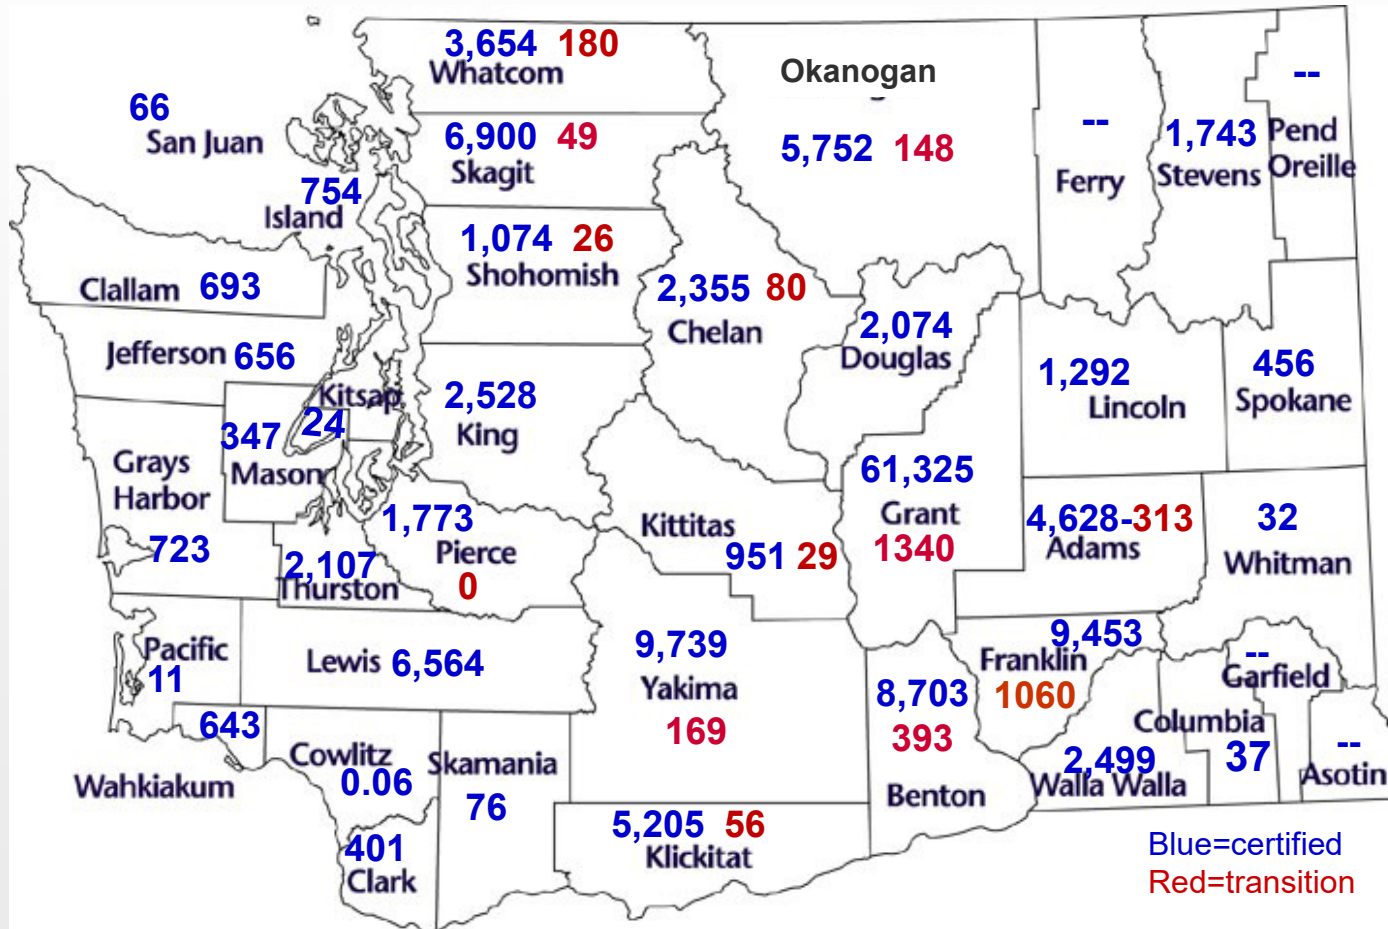 3,654 180
Whatcom
Okanogan
--
66
San Juan
6,900 49
Skagit
5,752 148
--
Ferry
1,743
Stevens
Pend
Oreille
754
Island
1,074 26
Shohomish
Clallam 693
2,355 80
Chelan
2,074
Douglas
Jefferson 656
1,292
Lincoln
456
Spokane
Kitsap
24
2,528
King
347
Mason
Grays
Harbor
723
61,325
Grant
1340
1,773
Pierce
0
Kittitas
951 29
4,628-313
Adams
32
Whitman
2,107
Thurston
Pacific
11
Lewis 6,564
9,739
Yakima
169
9,453
Franklin
1060
--
Garfield
8,703
393
Benton
643
Wahkiakum
Cowlitz
0.06
Skamania
76
Columbia
37
2,499
Walla Walla
--
Asotin
5,205 56
Klickitat
401
Clark
Blue=certified
Red=transition